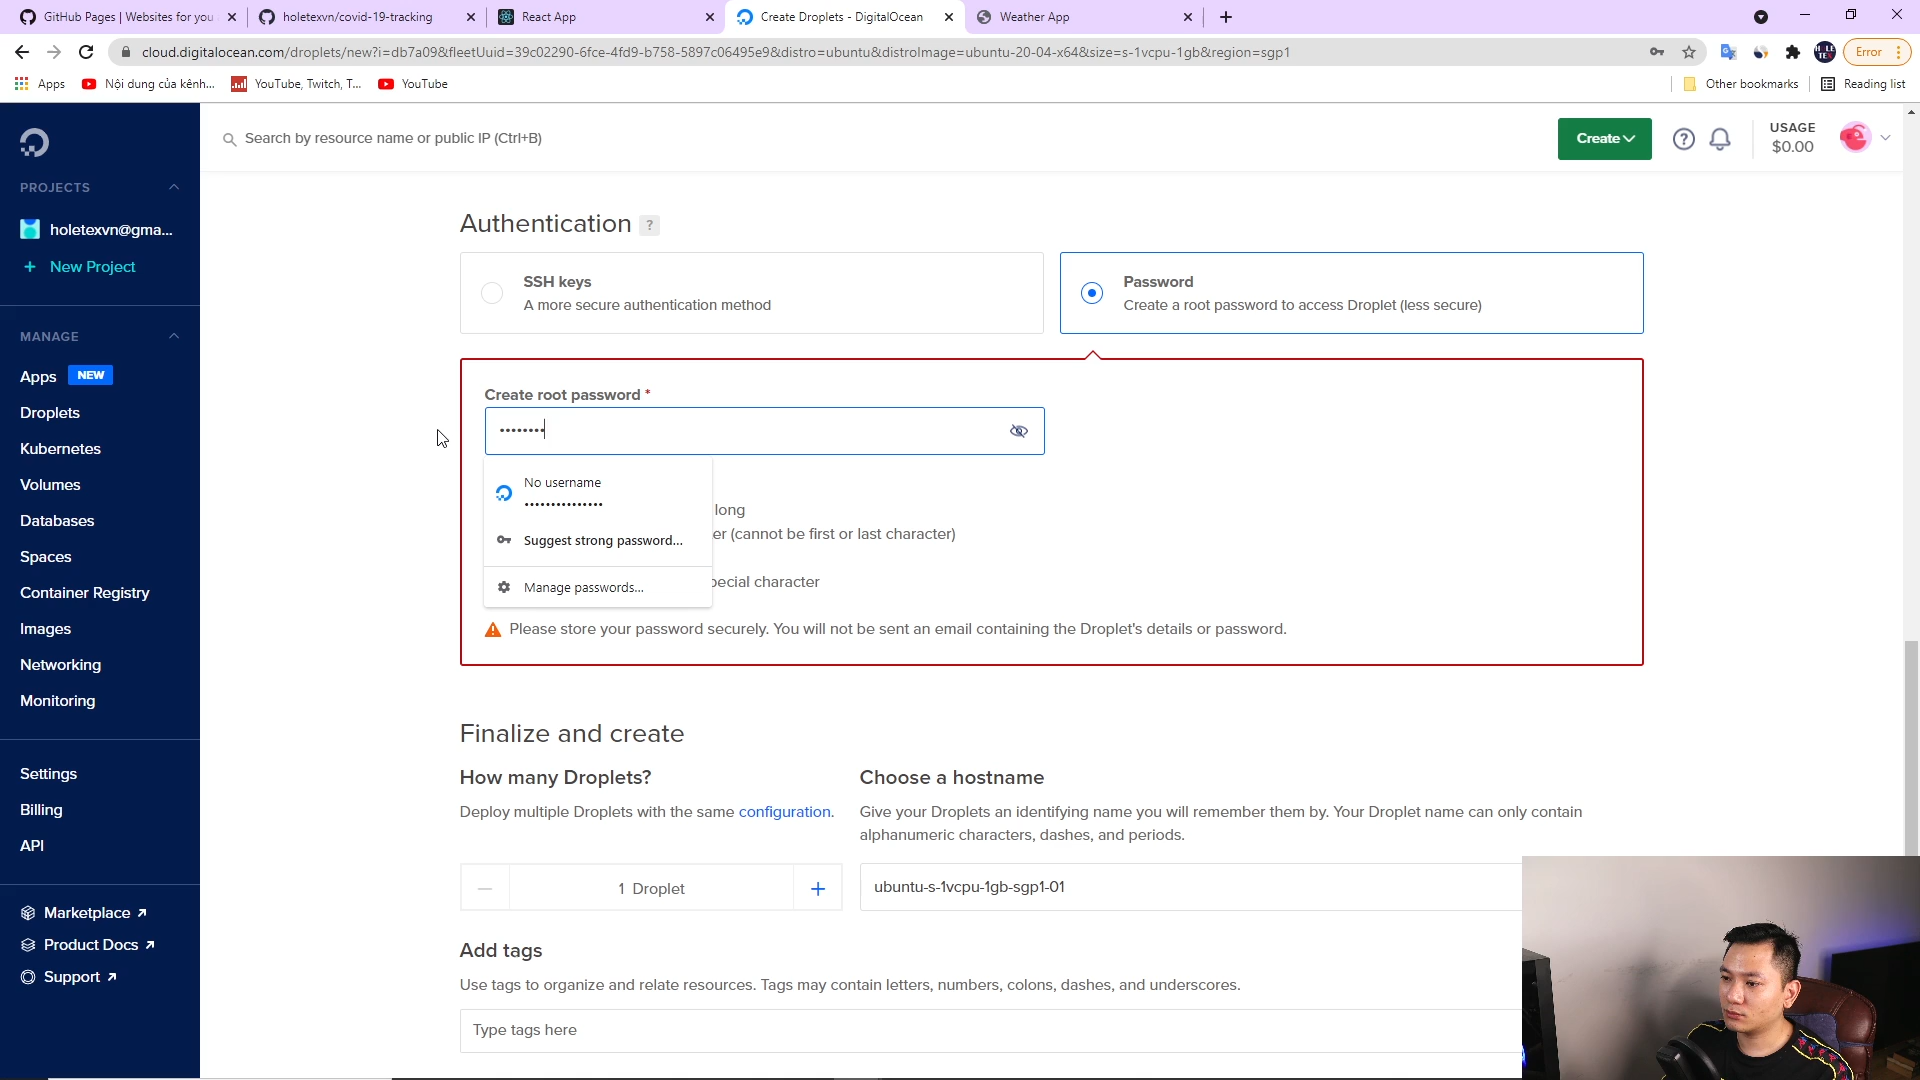 GitHub Pages | Websites for you
holetexvn/covid-19-tracking
React App
Create Droplets - DigitalOcean
Weather App
cloud.digitalocean.com/droplets/new?i=db7a09&fleetUuid=39c02290-6fce-4fd9-b758-5897c06495e9&distro=ubuntu&distroImage=ubuntu-20-04-x64&size=s-1vcpu-1gb&region=sgp1
Error
Apps
Nội dung của kênh...
YouTube, Twitch, T...
YouTube
Other bookmarks
Reading list
Search by resource name or public IP (Ctrl+B)
Create
USAGE
$0.00
PROJECTS
holetexvn@gma...
+ New Project
MANAGE
Apps NEW
Droplets
Kubernetes
Volumes
Databases
Spaces
Container Registry
Images
Networking
Monitoring
Settings
Billing
API
Marketplace
Product Docs
Support
Authentication ?
SSH keys
A more secure authentication method
Password
Create a root password to access Droplet (less secure)
Create root password *
••••••••
No username
•••••••••••••••
Suggest strong password...
Manage passwords...
long
er (cannot be first or last character)
pecial character
Please store your password securely. You will not be sent an email containing the Droplet's details or password.
Finalize and create
How many Droplets?
Deploy multiple Droplets with the same configuration.
1 Droplet
Choose a hostname
Give your Droplets an identifying name you will remember them by. Your Droplet name can only contain
alphanumeric characters, dashes, and periods.
ubuntu-s-1vcpu-1gb-sgp1-01
Add tags
Use tags to organize and relate resources. Tags may contain letters, numbers, colons, dashes, and underscores.
Type tags here